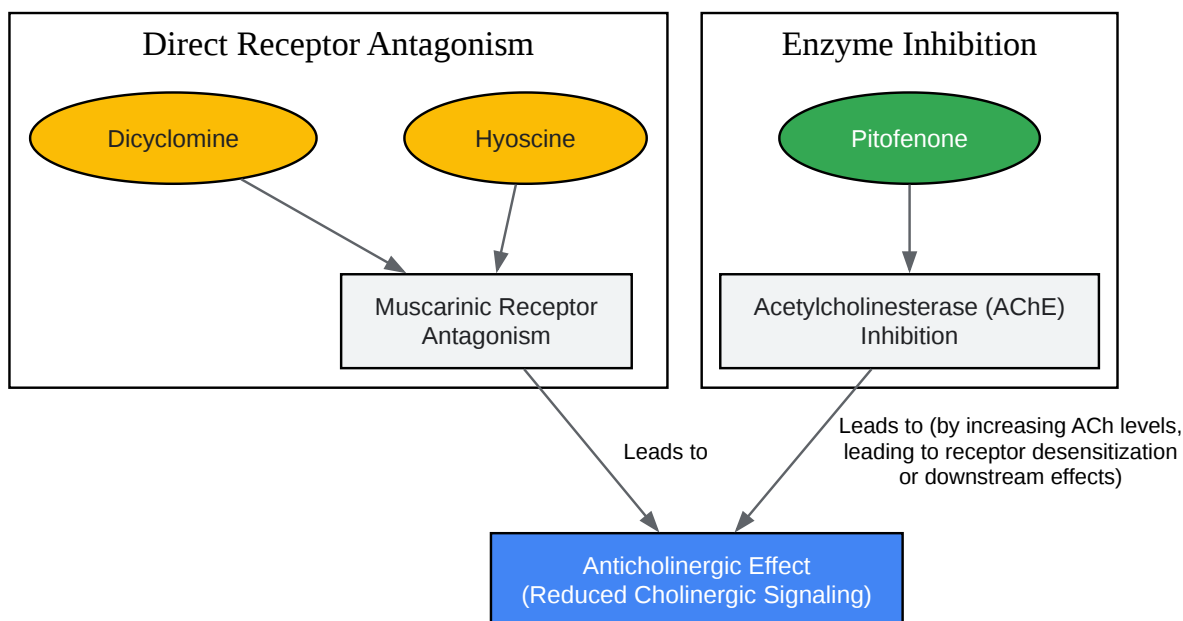 Direct Receptor Antagonism
Enzyme Inhibition
Dicyclomine
Hyoscine
Pitofenone
Muscarinic Receptor
Antagonism
Acetylcholinesterase (AChE)
Inhibition
Leads to
Leads to (by increasing ACh levels,
leading to receptor desensitization
or downstream effects)
Anticholinergic Effect
(Reduced Cholinergic Signaling)